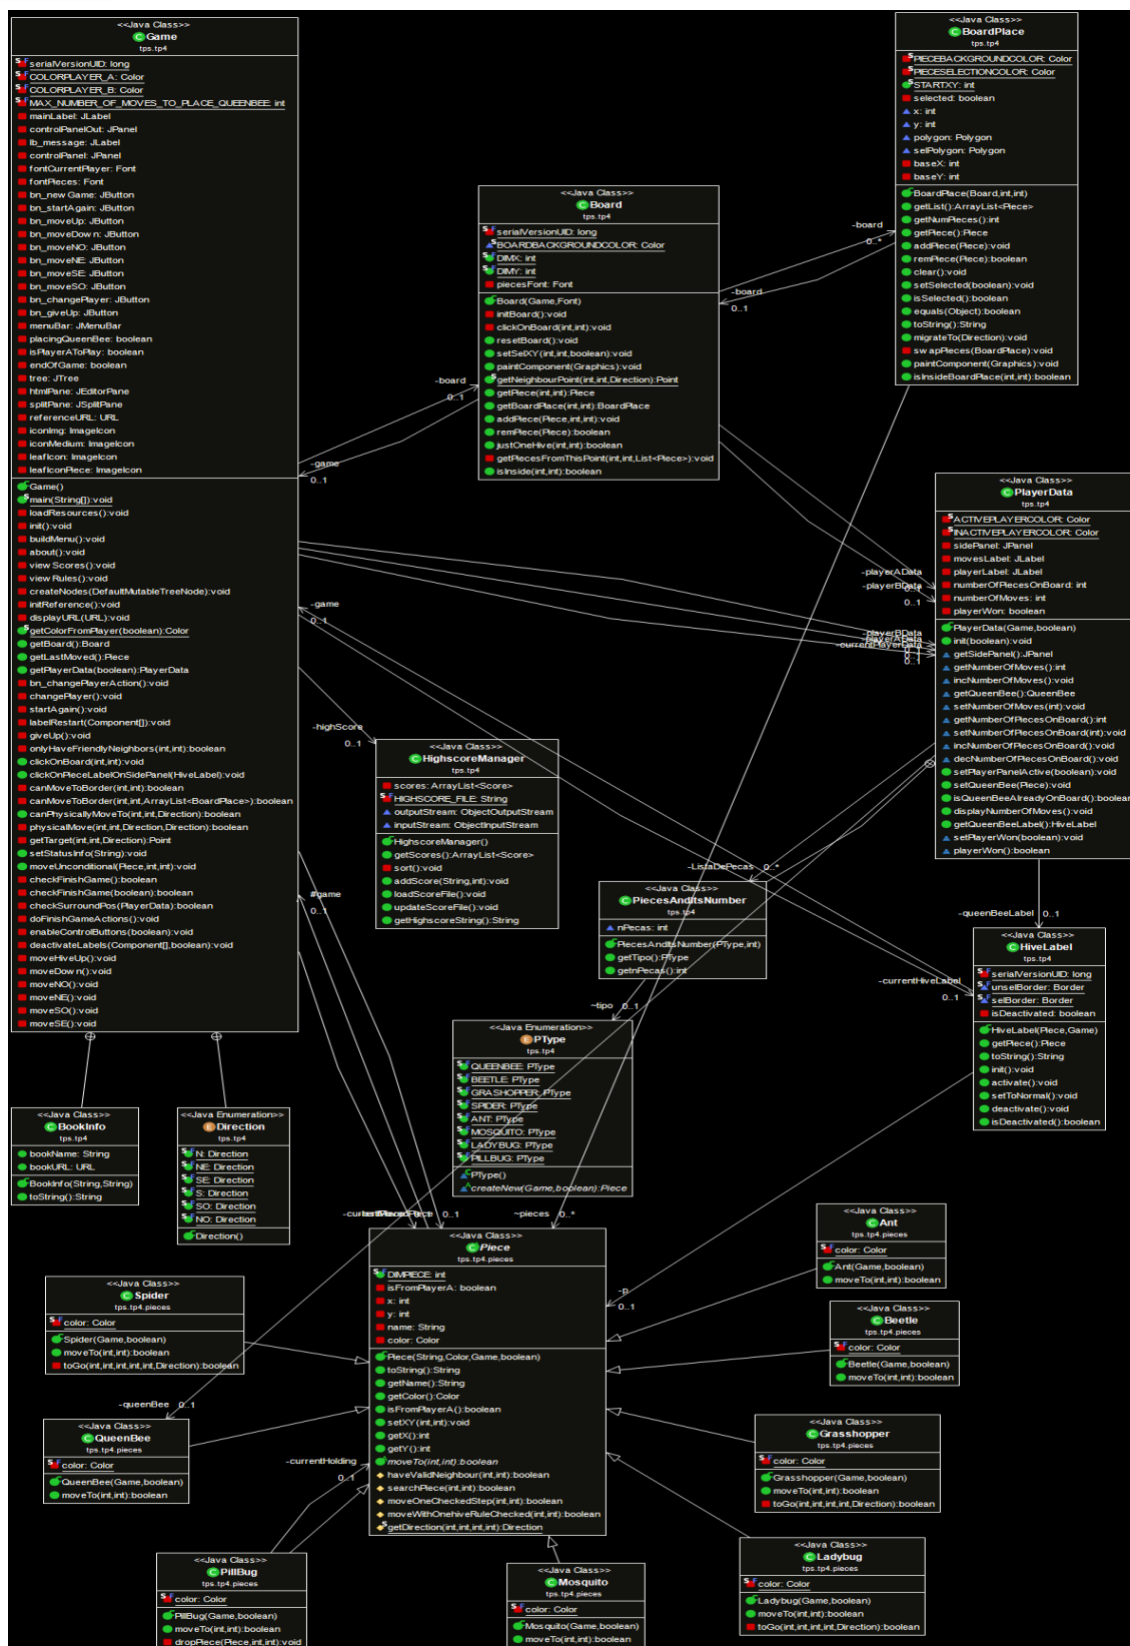 <<Java Class>>
Game
tps.tp4
serialVersionUID: long
COLORPLAYER_A: Color
COLORPLAYER_B: Color
MAX_NUMBER_OF_MOVES_TO_PLACE_QUEENBEE: int
mainLabel: JLabel
controlPanelOut: JPanel
lb_message: JLabel
controlPanel: JPanel
fontCurrentPlayer: Font
fontPieces: Font
bn_newGame: JButton
bn_startAgain: JButton
bn_moveUp: JButton
bn_moveDown: JButton
bn_moveNO: JButton
bn_moveNE: JButton
bn_moveSE: JButton
bn_moveSO: JButton
bn_changePlayer: JButton
bn_giveUp: JButton
menuBar: JMenuBar
placingQueenBee: boolean
isPlayerAToPlay: boolean
endOfGame: boolean
tree: JTree
htmlPane: JEditorPane
splitPane: JSplitPane
referenceURL: URL
iconImg: ImageIcon
iconMedium: ImageIcon
leafIcon: ImageIcon
leafIconPiece: ImageIcon
Game()
main(String[]):void
loadResources():void
init():void
buildMenu():void
about():void
viewScores():void
viewRules():void
createNodes(DefaultMutableTreeNode):void
initReference():void
displayURL(URL):void
getColorFromPlayer(boolean):Color
getBoard():Board
getLastMoved():Piece
getPlayerData(boolean):PlayerData
bn_changePlayerAction():void
changePlayer():void
startAgain():void
labelRestart(Component[]):void
giveUp():void
onlyHaveFriendlyNeighbors(int,int):boolean
clickOnBoard(int,int):void
clickOnPieceLabelOnSidePanel(HiveLabel):void
canMoveToBorder(int,int):boolean
canMoveToBorder(int,int,ArrayList<BoardPlace>):boolean
canPhysicallyMoveTo(int,int,Direction):boolean
physicalMove(int,int,Direction,Direction):boolean
getTarget(int,int,Direction):Point
setStatusInfo(String):void
moveUnconditional(Piece,int,int):void
checkFinishGame():boolean
checkFinishGame(boolean):boolean
checkSurroundPos(PlayerData):boolean
doFinishGameActions():void
enableControlButtons(boolean):void
deactivateLabels(Component[],boolean):void
moveHiveUp():void
moveDown():void
moveNO():void
moveNE():void
moveSO():void
moveSE():void
<<Java Class>>
BoardPlace
tps.tp4
PIECEBACKGROUNDCOLOR: Color
PIECESELECTIONCOLOR: Color
STARTXY: int
selected: boolean
x: int
y: int
polygon: Polygon
selPolygon: Polygon
baseX: int
baseY: int
BoardPlace(Board,int,int)
getList():ArrayList<Piece>
getNumPieces():int
getPiece():Piece
addPiece(Piece):void
remPiece(Piece):boolean
clear():void
setSelected(boolean):void
isSelected():boolean
equals(Object):boolean
toString():String
migrateTo(Direction):void
swapPieces(BoardPlace):void
paintComponent(Graphics):void
isInsideBoardPlace(int,int):boolean
<<Java Class>>
Board
tps.tp4
serialVersionUID: long
BOARDBACKGROUNDCOLOR: Color
DIMX: int
DIMY: int
piecesFont: Font
Board(Game,Font)
initBoard():void
clickOnBoard(int,int):void
resetBoard():void
setSelXY(int,int,boolean):void
paintComponent(Graphics):void
getNeighbourPoint(int,int,Direction):Point
getPiece(int,int):Piece
getBoardPlace(int,int):BoardPlace
addPiece(Piece,int,int):void
remPiece(Piece):boolean
justOneHive(int,int):boolean
getPiecesFromThisPoint(int,int,List<Piece>):void
isInside(int,int):boolean
-board
0..*
-board
0..1
-board
0..1
-game
0..1
<<Java Class>>
PlayerData
tps.tp4
ACTIVEPLAYERCOLOR: Color
INACTIVEPLAYERCOLOR: Color
sidePanel: JPanel
movesLabel: JLabel
playerLabel: JLabel
numberOfPiecesOnBoard: int
numberOfMoves: int
playerWon: boolean
PlayerData(Game,boolean)
init(boolean):void
getSidePanel():JPanel
getNumberOfMoves():int
incNumberOfMoves():void
getQueenBee():QueenBee
setNumberOfMoves(int):void
getNumberOfPiecesOnBoard():int
setNumberOfPiecesOnBoard(int):void
incNumberOfPiecesOnBoard():void
decNumberOfPiecesOnBoard():void
setPlayerPanelActive(boolean):void
setQueenBee(Piece):void
isQueenBeeAlreadyOnBoard():boolean
displayNumberOfMoves():void
getQueenBeeLabel():HiveLabel
setPlayerWon(boolean):void
playerWon():boolean
-playerAData
0..1
-playerBData
0..1
-playerBData
-playerAData
-currentPlayerData
0..1
-game
0..1
-highScore
0..1
<<Java Class>>
HighscoreManager
tps.tp4
scores: ArrayList<Score>
HIGHSCORE_FILE: String
outputStream: ObjectOutputStream
inputStream: ObjectInputStream
HighscoreManager()
getScores():ArrayList<Score>
sort():void
addScore(String,int):void
loadScoreFile():void
updateScoreFile():void
getHighscoreString():String
-ListaDePecas
0..*
<<Java Class>>
PiecesAndItsNumber
tps.tp4
nPecas: int
PiecesAndItsNumber(PType,int)
getTipo():PType
getnPecas():int
#game
0..1
-queenBeeLabel
0..1
<<Java Class>>
HiveLabel
tps.tp4
serialVersionUID: long
unselBorder: Border
selBorder: Border
isDeactivated: boolean
HiveLabel(Piece,Game)
getPiece():Piece
toString():String
init():void
activate():void
setToNormal():void
deactivate():void
isDeactivated():boolean
-currentHiveLabel
0..1
~tipo
0..1
<<Java Enumeration>>
PType
tps.tp4
QUEENBEE: PType
BEETLE: PType
GRASHOPPER: PType
SPIDER: PType
ANT: PType
MOSQUITO: PType
LADYBUG: PType
PILLBUG: PType
PType()
createNew(Game,boolean):Piece
<<Java Class>>
BookInfo
tps.tp4
bookName: String
bookURL: URL
BookInfo(String,String)
toString():String
<<Java Enumeration>>
Direction
tps.tp4
N: Direction
NE: Direction
SE: Direction
S: Direction
SO: Direction
NO: Direction
Direction()
0..1
~pieces
0..*
<<Java Class>>
Piece
tps.tp4.pieces
DIMPIECE: int
isFromPlayerA: boolean
x: int
y: int
name: String
color: Color
Piece(String,Color,Game,boolean)
toString():String
getName():String
getColor():Color
isFromPlayerA():boolean
setXY(int,int):void
getX():int
getY():int
moveTo(int,int):boolean
haveValidNeighbour(int,int):boolean
searchPiece(int,int):boolean
moveOneCheckedStep(int,int):boolean
moveWithOnehiveRuleChecked(int,int):boolean
getDirection(int,int,int,int):Direction
-p
0..1
<<Java Class>>
Ant
tps.tp4.pieces
color: Color
Ant(Game,boolean)
moveTo(int,int):boolean
<<Java Class>>
Spider
tps.tp4.pieces
color: Color
Spider(Game,boolean)
moveTo(int,int):boolean
toGo(int,int,int,int,int,Direction):boolean
<<Java Class>>
Beetle
tps.tp4.pieces
color: Color
Beetle(Game,boolean)
moveTo(int,int):boolean
-queenBee
0..1
<<Java Class>>
QueenBee
tps.tp4.pieces
color: Color
QueenBee(Game,boolean)
moveTo(int,int):boolean
<<Java Class>>
Grasshopper
tps.tp4.pieces
color: Color
Grasshopper(Game,boolean)
moveTo(int,int):boolean
toGo(int,int,int,int,Direction):boolean
-currentHolding
0..1
<<Java Class>>
PillBug
tps.tp4.pieces
color: Color
PillBug(Game,boolean)
moveTo(int,int):boolean
dropPiece(Piece,int,int):void
<<Java Class>>
Mosquito
tps.tp4.pieces
color: Color
Mosquito(Game,boolean)
moveTo(int,int):boolean
<<Java Class>>
Ladybug
tps.tp4.pieces
color: Color
Ladybug(Game,boolean)
moveTo(int,int):boolean
toGo(int,int,int,int,Direction):boolean